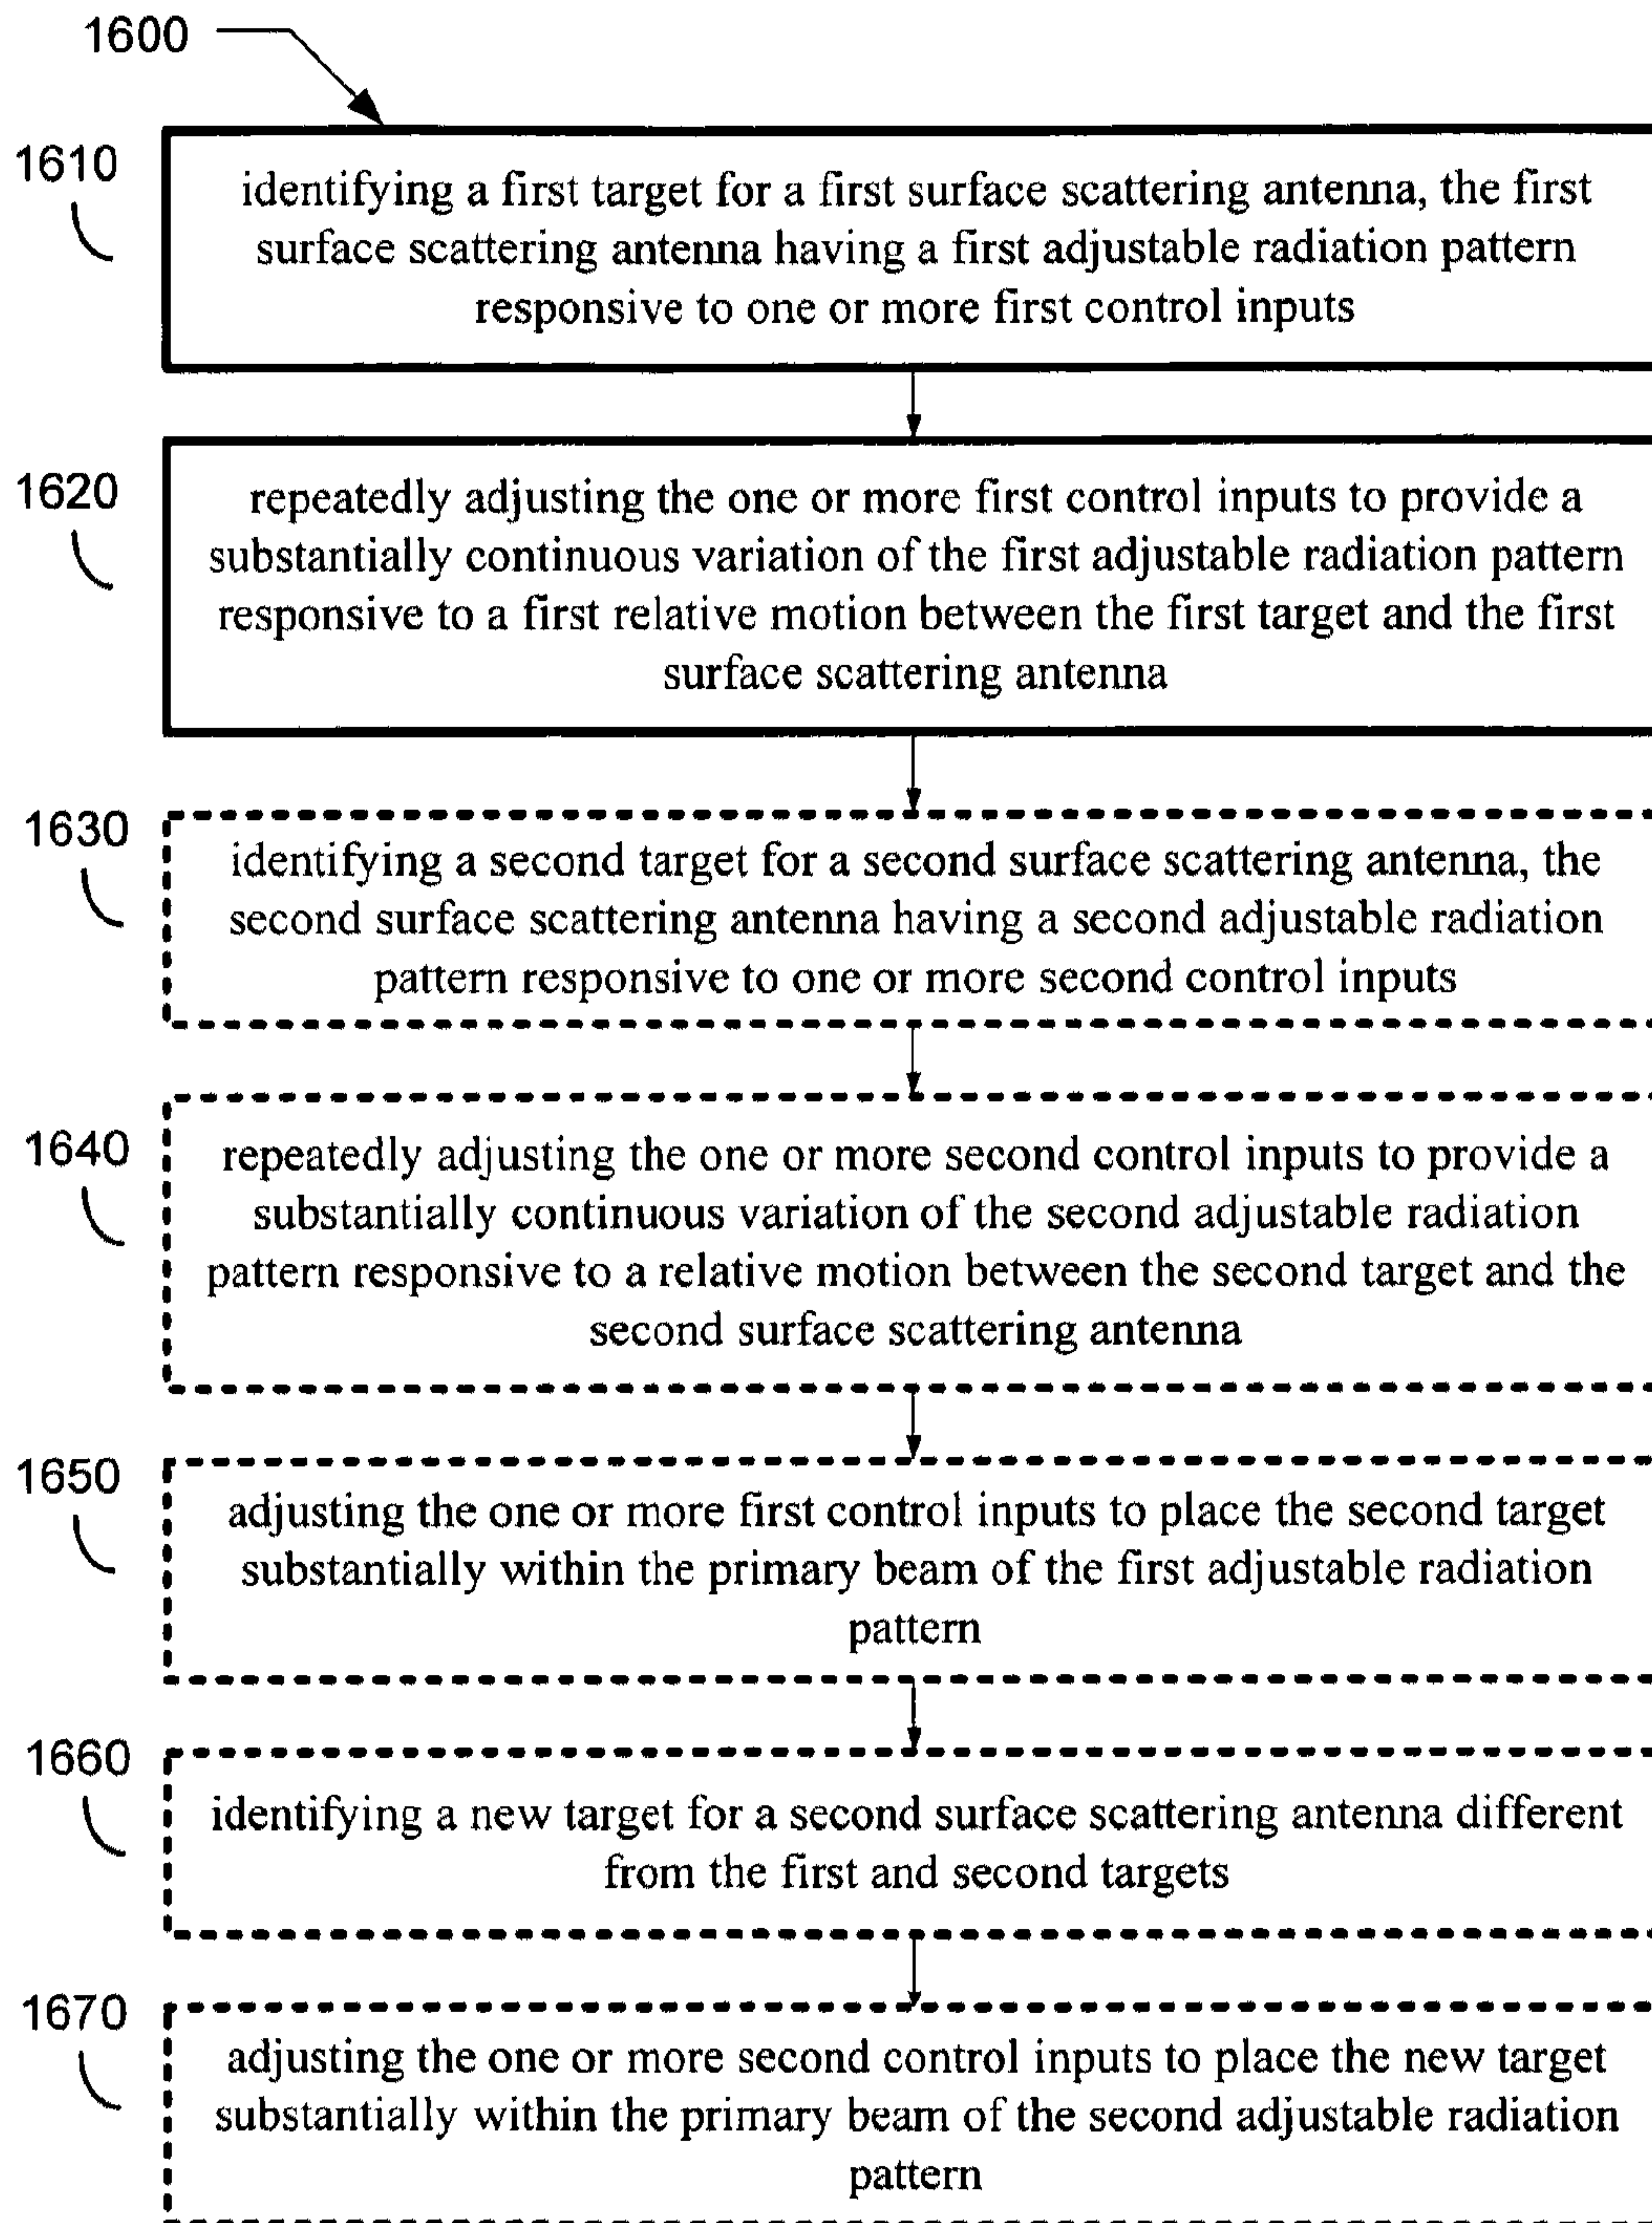 1600
1610
identifying a first target for a first surface scattering antenna, the first
surface scattering antenna having a first adjustable radiation pattern
responsive to one or more first control inputs
1620
repeatedly adjusting the one or more first control inputs to provide a
substantially continuous variation of the first adjustable radiation pattern
responsive to a first relative motion between the first target and the first
surface scattering antenna
1630
identifying a second target for a second surface scattering antenna, the
second surface scattering antenna having a second adjustable radiation
pattern responsive to one or more second control inputs
1640
repeatedly adjusting the one or more second control inputs to provide a
substantially continuous variation of the second adjustable radiation
pattern responsive to a relative motion between the second target and the
second surface scattering antenna
1650
adjusting the one or more first control inputs to place the second target
substantially within the primary beam of the first adjustable radiation
pattern
1660
identifying a new target for a second surface scattering antenna different
from the first and second targets
1670
adjusting the one or more second control inputs to place the new target
substantially within the primary beam of the second adjustable radiation
pattern